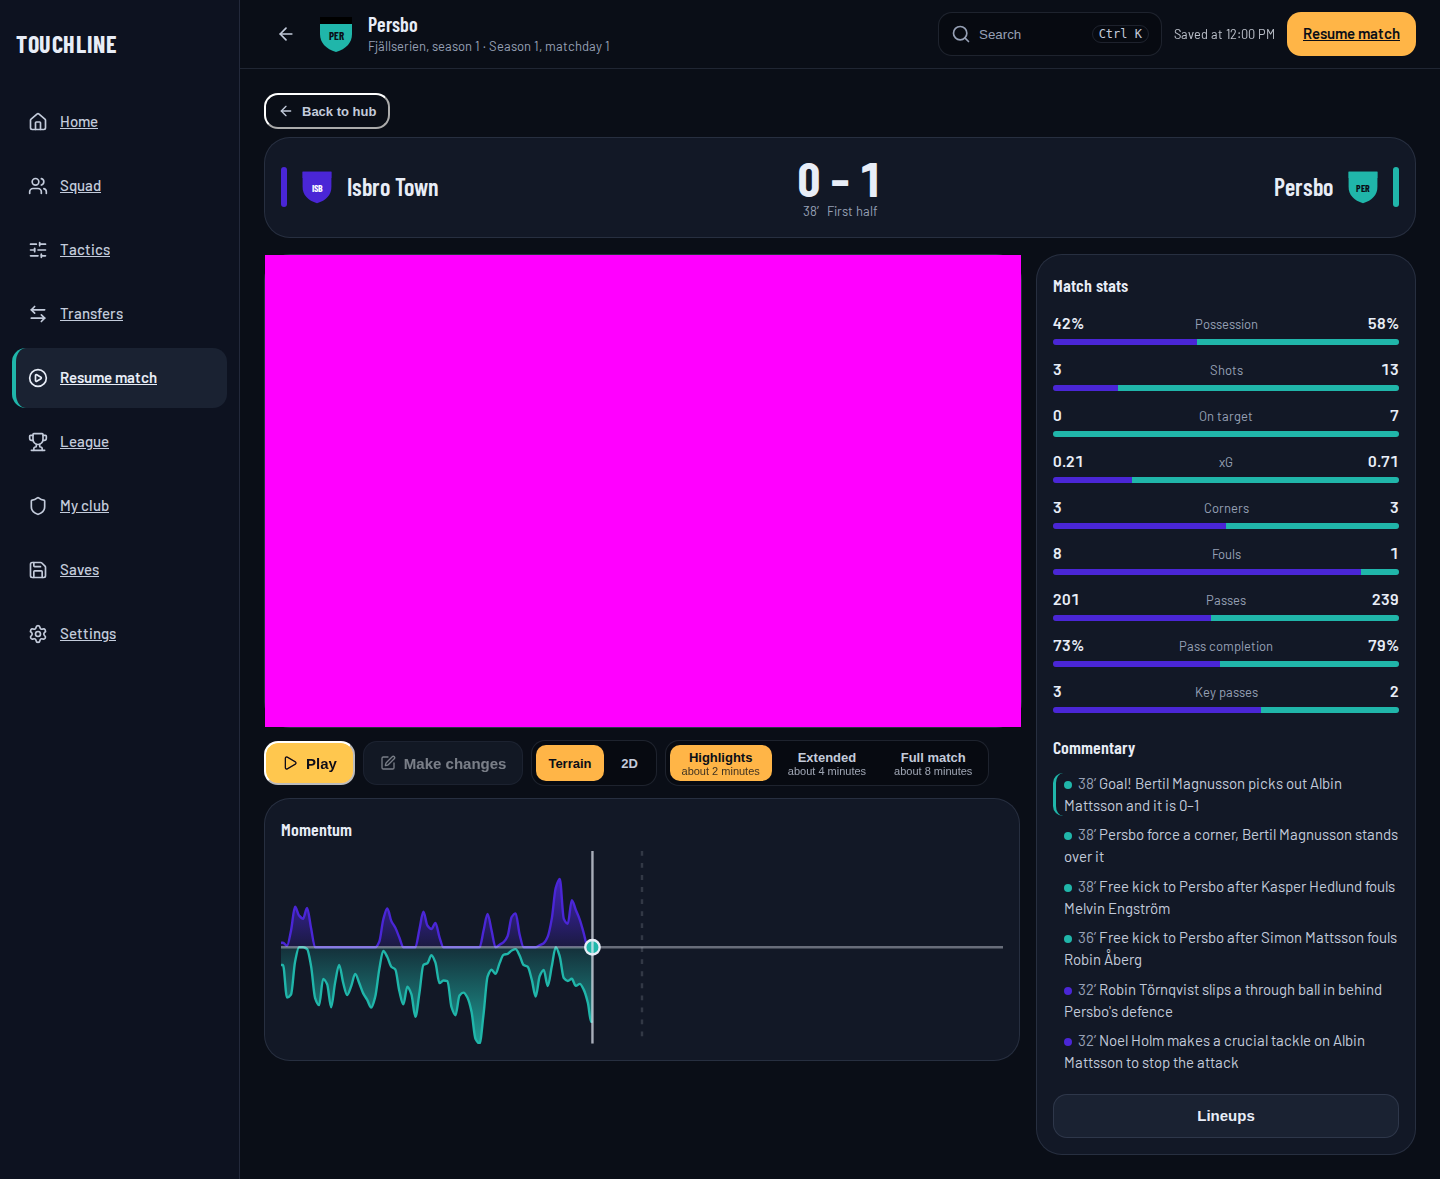 TOUCHLINE
Home
Squad
Tactics
Transfers
Resume match
League
My club
Saves
Settings
PER
Persbo
Fjällserien, season 1 · Season 1, matchday 1
Search
Ctrl K
Saved at 12:00 PM
Resume match
Back to hub
ISB
Isbro Town
0 – 1
38′ First half
Persbo
PER
Play
Make changes
Terrain
2D
Highlights
about 2 minutes
Extended
about 4 minutes
Full match
about 8 minutes
Momentum
Match stats
42% Possession 58%
3 Shots 13
0 On target 7
0.21 xG 0.71
3 Corners 3
8 Fouls 1
201 Passes 239
73% Pass completion 79%
3 Key passes 2
Commentary
38′ Goal! Bertil Magnusson picks out Albin
Mattsson and it is 0–1
38′ Persbo force a corner, Bertil Magnusson stands
over it
38′ Free kick to Persbo after Kasper Hedlund fouls
Melvin Engström
36′ Free kick to Persbo after Simon Mattsson fouls
Robin Åberg
32′ Robin Törnqvist slips a through ball in behind
Persbo's defence
32′ Noel Holm makes a crucial tackle on Albin
Mattsson to stop the attack
Lineups